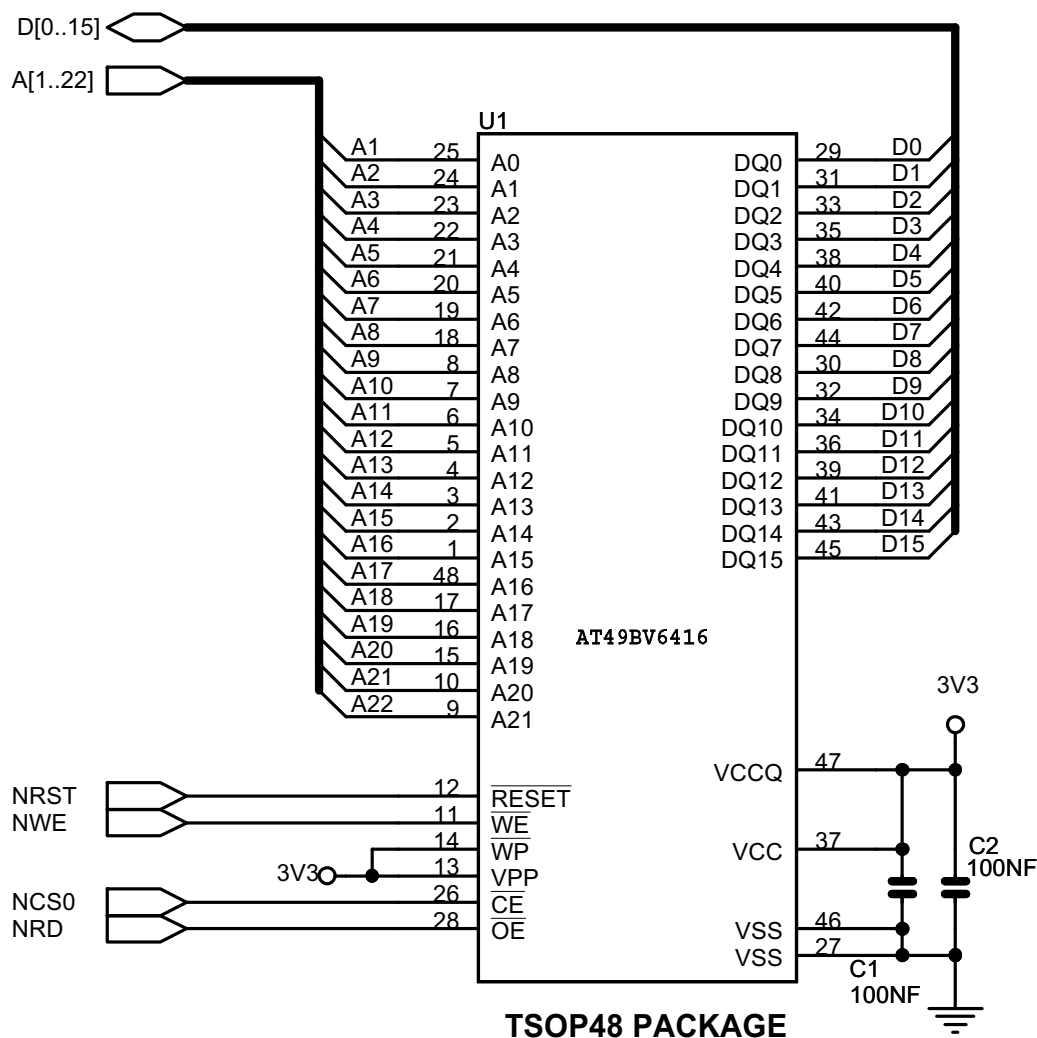 D[0..15]
A[1..22]
U1
A1 25 A0 DQ0 29 D0
A2 24 A1 DQ1 31 D1
A3 23 A2 DQ2 33 D2
A4 22 A3 DQ3 35 D3
A5 21 A4 DQ4 38 D4
A6 20 A5 DQ5 40 D5
A7 19 A6 DQ6 42 D6
A8 18 A7 DQ7 44 D7
A9 8 A8 DQ8 30 D8
A10 7 A9 DQ9 32 D9
A11 6 A10 DQ10 34 D10
A12 5 A11 DQ11 36 D11
A13 4 A12 DQ12 39 D12
A14 3 A13 DQ13 41 D13
A15 2 A14 DQ14 43 D14
A16 1 A15 DQ15 45 D15
A17 48 A16
A18 17 A17
A19 16 A18 AT49BV6416
A20 15 A19
A21 10 A20 3V3
A22 9 A21
VCCQ 47
NRST 12 RESET
NWE 11 WE
14 WP VCC 37 C2
3V3 13 VPP 100NF
NCS0 26 CE
NRD 28 OE VSS 46
VSS 27 C1
100NF
TSOP48 PACKAGE